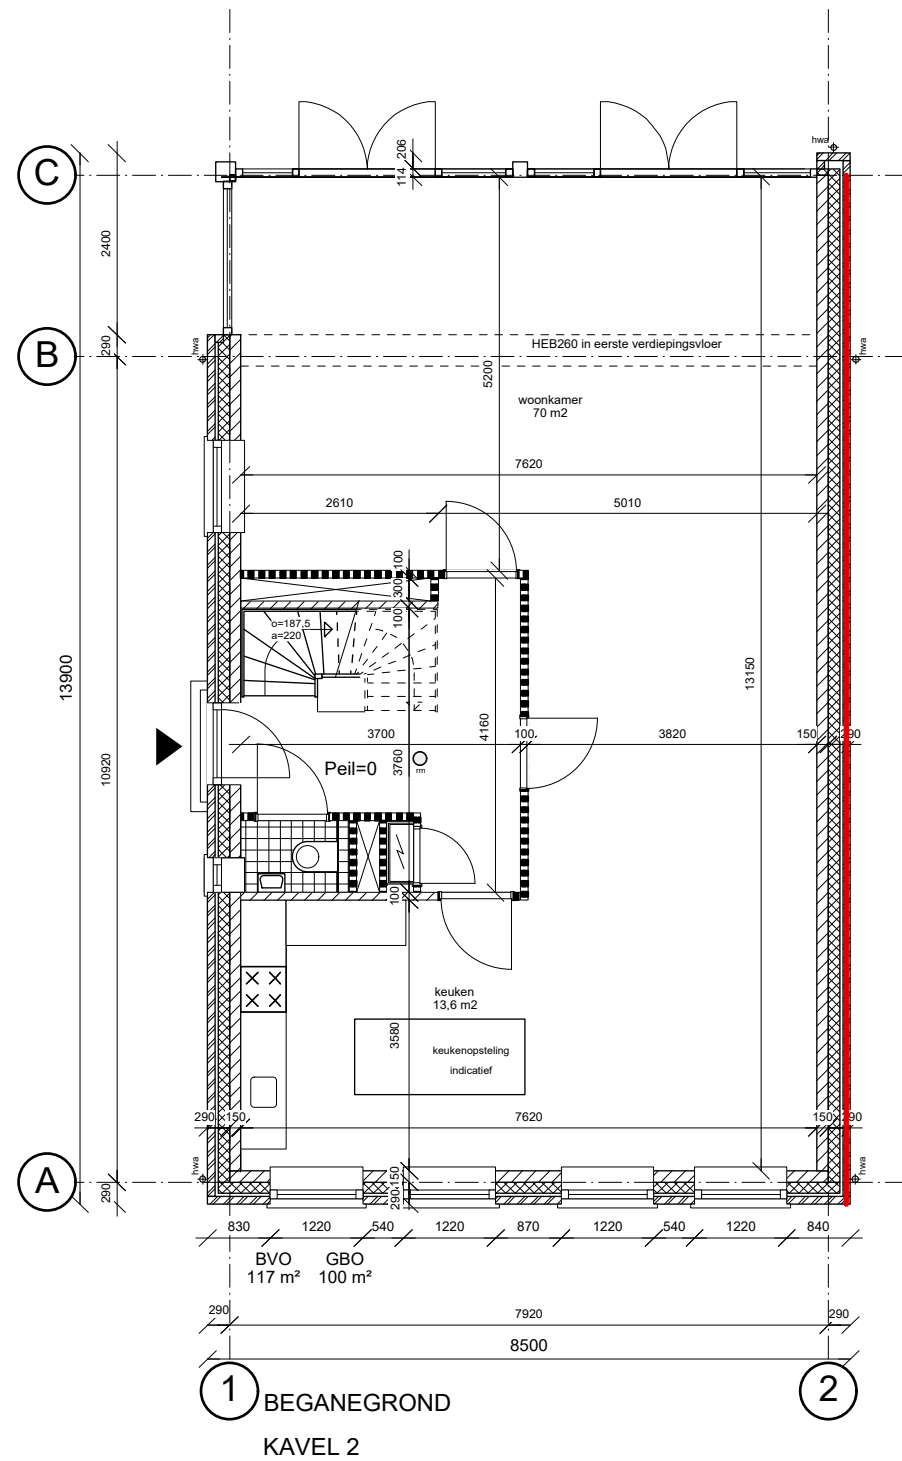 hwa
C
206
114
2400
290
B
hwa
HEB260 in eerste verdiepingsvloer
hwa
5200
woonkamer
70 m2
7620
2610
5010
100
300
100
o=187,5
a=220
13900
13150
10920
3700
100
3820
150
290
4160
3760
Peil=0
rm
100
keuken
13,6 m2
3580
keukenopsteling
indicatief
290
150
7620
150
290
hwa
hwa
A
290
150
290
830
1220
540
1220
870
1220
540
1220
840
BVO
GBO
117 m²
100 m²
290
7920
290
8500
1
2
BEGANEGROND
KAVEL 2